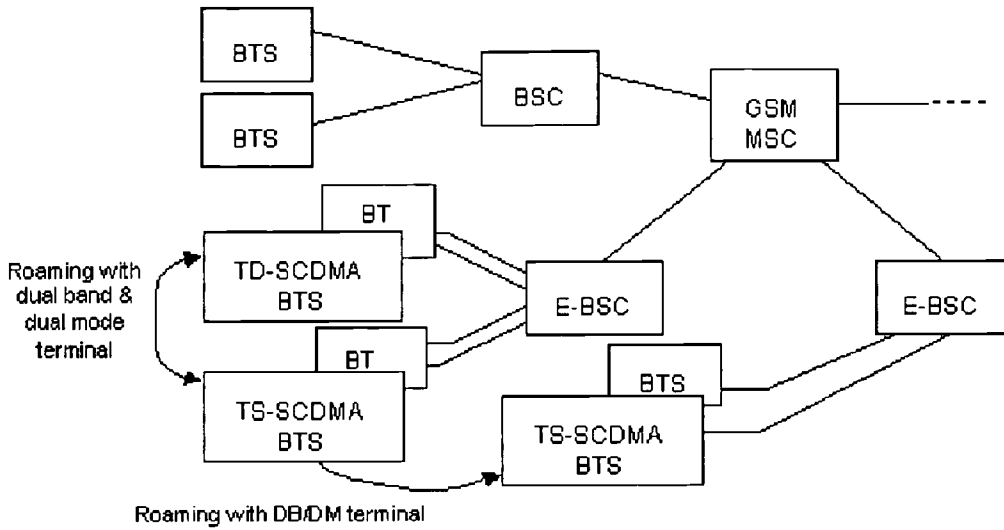 BTS
BTS
BSC
GSM
MSC
BT
TD-SCDMA
BTS
Roaming with
dual band &
dual mode
terminal
E-BSC
E-BSC
BT
TS-SCDMA
BTS
BTS
TS-SCDMA
BTS
Roaming with DB/DM terminal